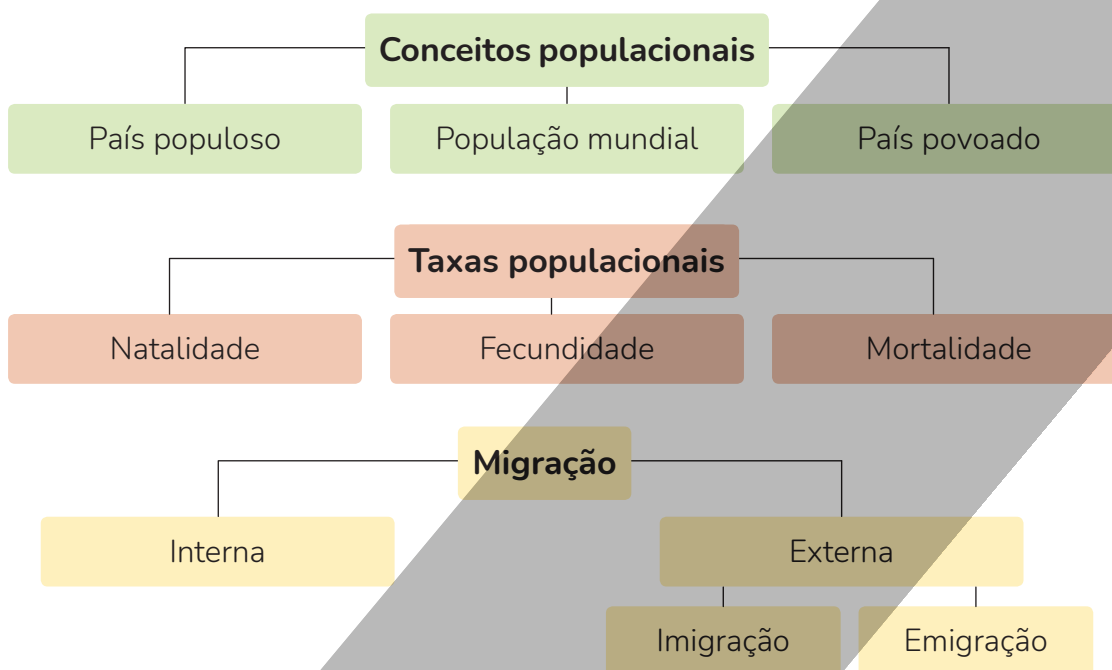 Conceitos populacionais
País populoso
População mundial
País povoado
Taxas populacionais
Natalidade
Fecundidade
Mortalidade
Migração
Interna
Externa
Imigração
Emigração